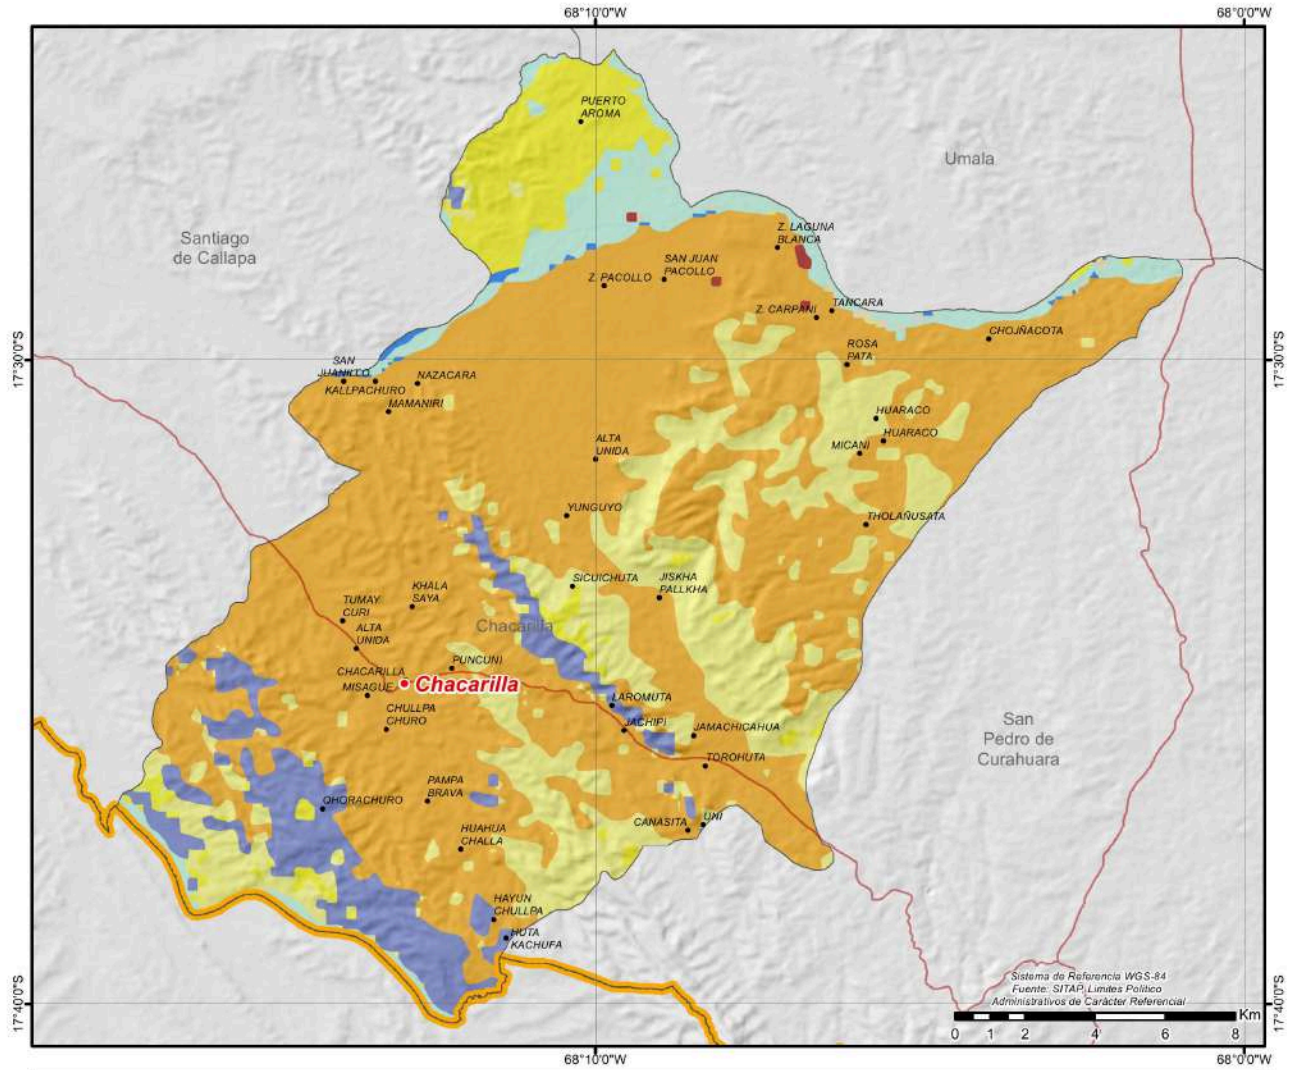 68°10'0"W
68°0'0"W
PUERTO
AROMA
Umala
Santiago
de Callapa
Z. LAGUNA
BLANCA
SAN JUAN
PACOLLO
Z. PACOLLO
Z. CARPANI
TANCARA
CHOJÑACOTA
ROSA
PATA
17°30'0"S
17°30'0"S
SAN
JUANILLO
KALLPACHURO
NAZACARA
MAMANIRI
HUARACO
HUARACO
MICANI
ALTA
UNIDA
YUNGUYO
THOLAÑUSATA
SICUICHUTA
JISKHA
PALLKHA
KHALA
SAYA
TUMAY
CURI
ALTA
UNIDA
Chacarilla
PUNCUNI
CHACARILLA
MISAGUE
Chacarilla
CHULLPA
CHURO
LAROMUTA
JACHIPI
JAMACHICAHUA
TOROHUTA
San
Pedro de
Curahuara
PAMPA
BRAVA
QHORACHURO
HUAHUA
CHALLA
CANASITA
UNI
HAYUN
CHULLPA
HUTA
KACHUFA
Sistema de Referencia WGS-84
Fuente: SITAP, Limites Político
Administrativos de Carácter Referencial
17°40'0"S
17°40'0"S
Km
0 1 2 4 6 8
68°10'0"W
68°0'0"W